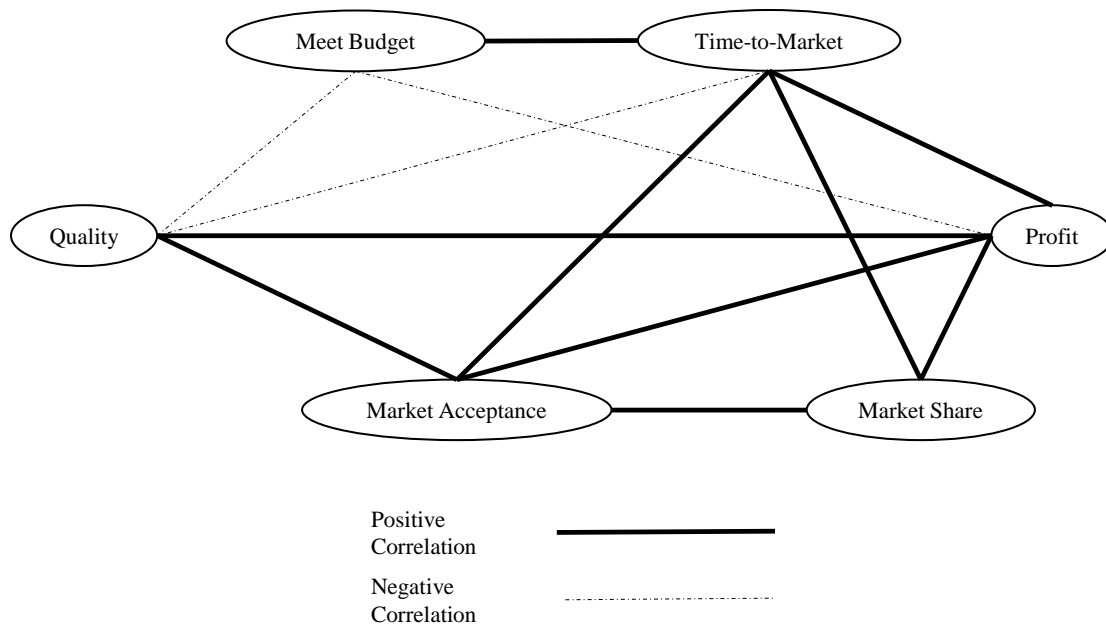 Meet Budget
Time-to-Market
Quality
Profit
Market Acceptance
Market Share
Positive
Correlation
Negative
Correlation